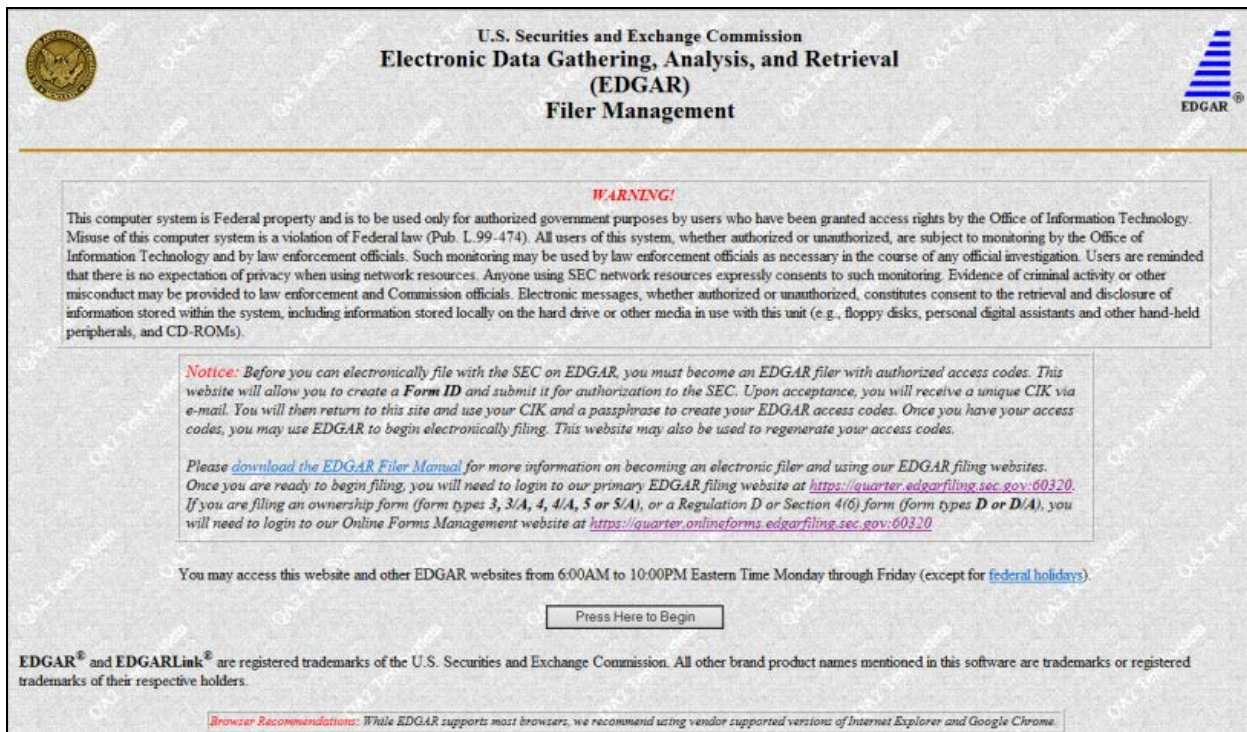 U.S. Securities and Exchange Commission
Electronic Data Gathering, Analysis, and Retrieval
(EDGAR)
Filer Management
EDGAR ®
WARNING!
This computer system is Federal property and is to be used only for authorized government purposes by users who have been granted access rights by the Office of Information Technology.
Misuse of this computer system is a violation of Federal law (Pub. L.99-474). All users of this system, whether authorized or unauthorized, are subject to monitoring by the Office of
Information Technology and by law enforcement officials. Such monitoring may be used by law enforcement officials as necessary in the course of any official investigation. Users are reminded
that there is no expectation of privacy when using network resources. Anyone using SEC network resources expressly consents to such monitoring. Evidence of criminal activity or other
misconduct may be provided to law enforcement and Commission officials. Electronic messages, whether authorized or unauthorized, constitutes consent to the retrieval and disclosure of
information stored within the system, including information stored locally on the hard drive or other media in use with this unit (e.g., floppy disks, personal digital assistants and other hand-held
peripherals, and CD-ROMs).
Notice: Before you can electronically file with the SEC on EDGAR, you must become an EDGAR filer with authorized access codes. This
website will allow you to create a Form ID and submit it for authorization to the SEC. Upon acceptance, you will receive a unique CIK via
e-mail. You will then return to this site and use your CIK and a passphrase to create your EDGAR access codes. Once you have your access
codes, you may use EDGAR to begin electronically filing. This website may also be used to regenerate your access codes.
Please download the EDGAR Filer Manual for more information on becoming an electronic filer and using our EDGAR filing websites.
Once you are ready to begin filing, you will need to login to our primary EDGAR filing website at https://quarter.edgarfiling.sec.gov:60320.
If you are filing an ownership form (form types 3, 3/A, 4, 4/A, 5 or 5/A), or a Regulation D or Section 4(6) form (form types D or D/A), you
will need to login to our Online Forms Management website at https://quarter.onlineforms.edgarfiling.sec.gov:60320
You may access this website and other EDGAR websites from 6:00AM to 10:00PM Eastern Time Monday through Friday (except for federal holidays).
Press Here to Begin
EDGAR® and EDGARLink® are registered trademarks of the U.S. Securities and Exchange Commission. All other brand product names mentioned in this software are trademarks or registered
trademarks of their respective holders.
Browser Recommendations: While EDGAR supports most browsers, we recommend using vendor supported versions of Internet Explorer and Google Chrome.
QA2 Test System